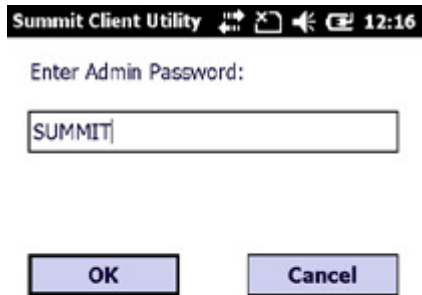 Summit Client Utility 12:16
Enter Admin Password:
SUMMIT
OK Cancel